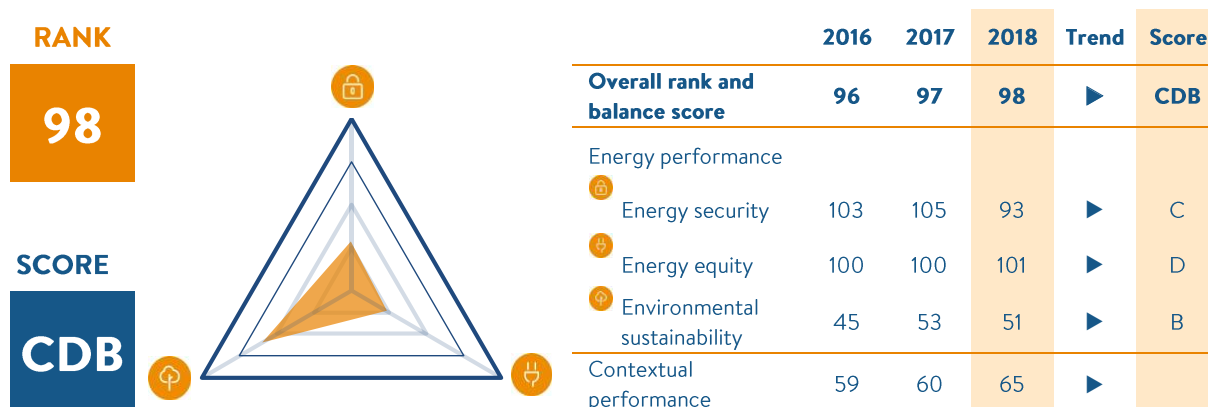 RANK
98
SCORE
CDB
2016 2017 2018 Trend Score
Overall rank and
balance score 96 97 98 CDB
Energy performance
Energy security 103 105 93 C
Energy equity 100 100 101 D
Environmental
sustainability 45 53 51 B
Contextual
performance 59 60 65